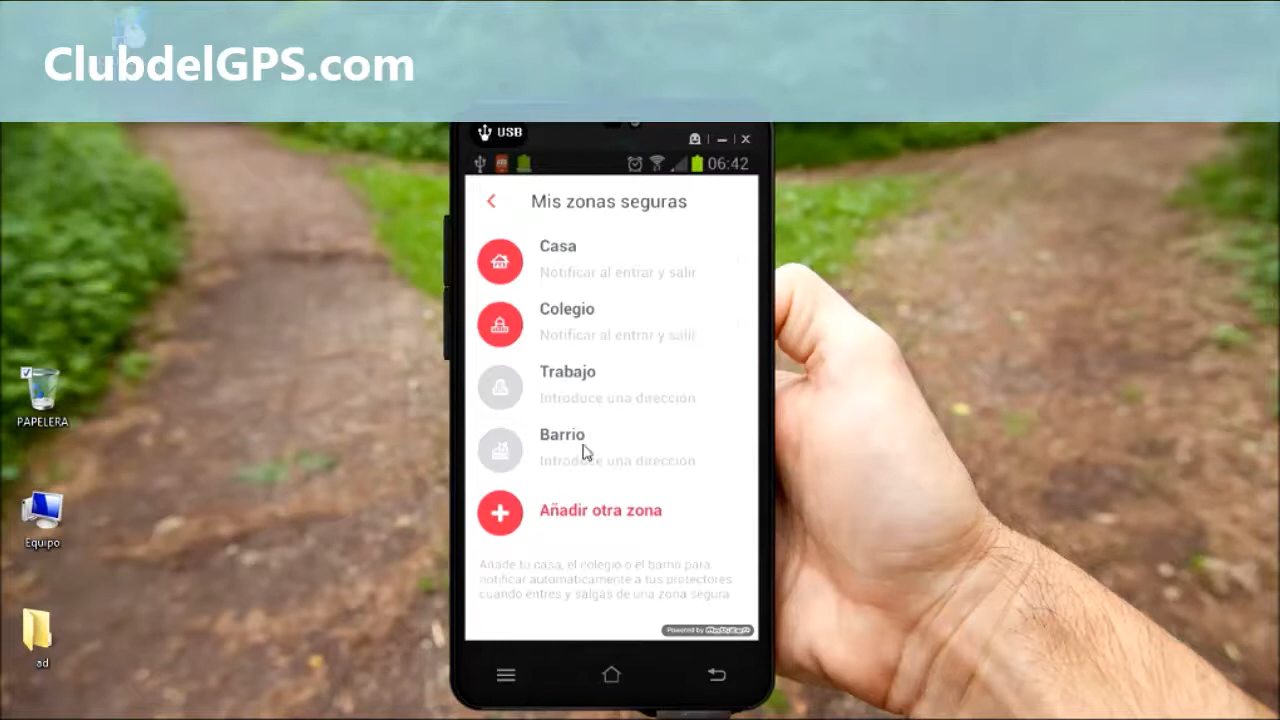 ClubdelGPS.com
USB
06:42
Mis zonas seguras
Casa
Notificar al entrar y salir
Colegio
Notificar al entrar y salir
Trabajo
Introduce una dirección
Barrio
Introduce una dirección
Añadir otra zona
Añade tu casa, el colegio o el barrio para
notificar automáticamente a tus protectores
cuando entres y salgas de una zona segura
Powered by
PAPELERA
Equipo
ad